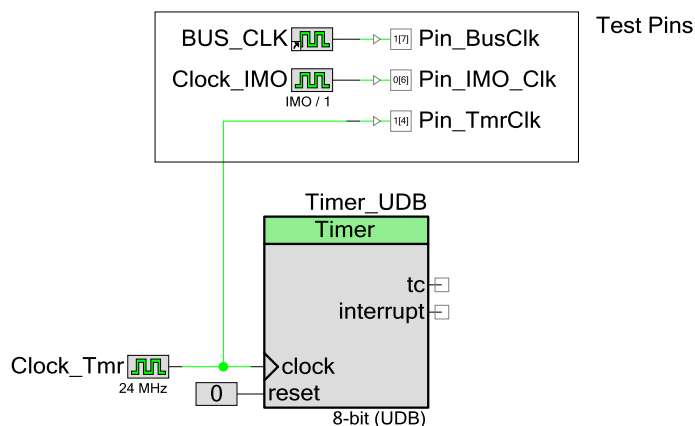 Test Pins
BUS_CLK 1[7] Pin_BusClk
Clock_IMO 0[6] Pin_IMO_Clk
IMO / 1
1[4] Pin_TmrClk
Timer_UDB
Timer
tc
interrupt
Clock_Tmr clock
24 MHz
0 reset
8-bit (UDB)